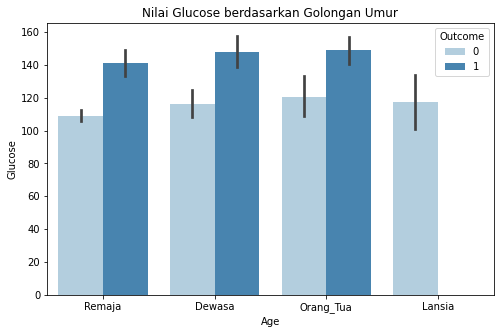 Nilai Glucose berdasarkan Golongan Umur
Outcome
0
1
Glucose
160
140
120
100
80
60
40
20
0
Remaja
Dewasa
Orang_Tua
Lansia
Age